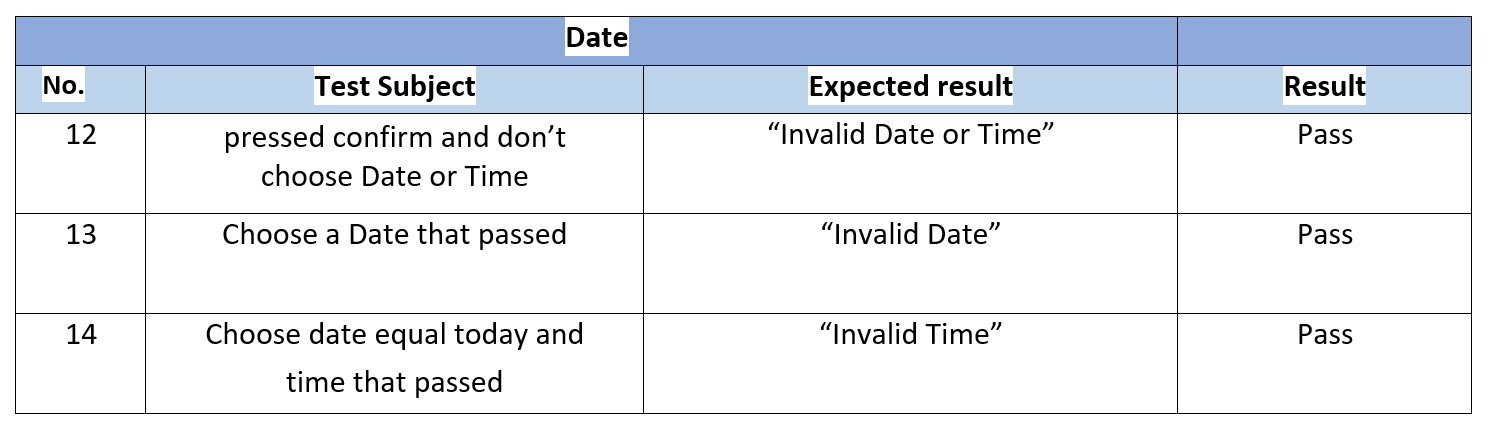 Date
No. Test Subject Expected result Result
12 pressed confirm and don’t “Invalid Date or Time” Pass
choose Date or Time
13 Choose a Date that passed “Invalid Date” Pass
14 Choose date equal today and “Invalid Time” Pass
time that passed